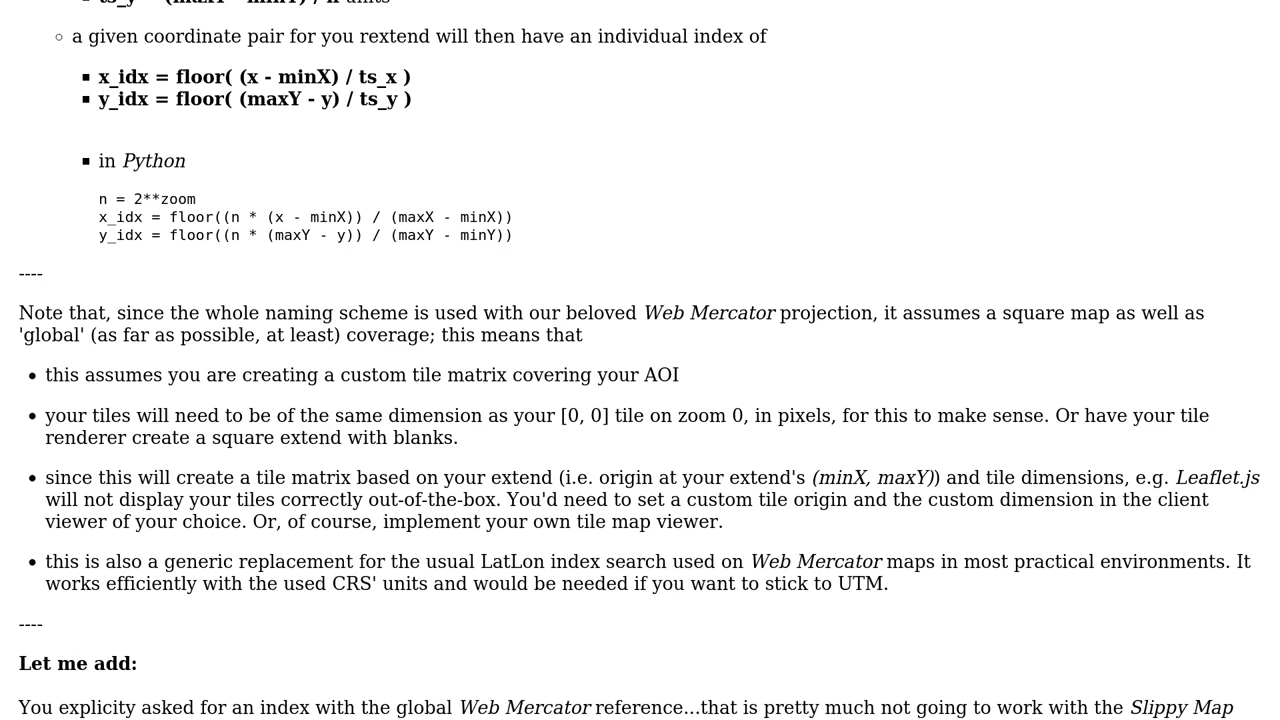 ts_y = (maxY - minY) / n units
a given coordinate pair for you rextend will then have an individual index of
x_idx = floor( (x - minX) / ts_x )
y_idx = floor( (maxY - y) / ts_y )
in Python
n = 2**zoom
x_idx = floor((n * (x - minX)) / (maxX - minX))
y_idx = floor((n * (maxY - y)) / (maxY - minY))
----
Note that, since the whole naming scheme is used with our beloved Web Mercator projection, it assumes a square map as well as
'global' (as far as possible, at least) coverage; this means that
this assumes you are creating a custom tile matrix covering your AOI
your tiles will need to be of the same dimension as your [0, 0] tile on zoom 0, in pixels, for this to make sense. Or have your tile
renderer create a square extend with blanks.
since this will create a tile matrix based on your extend (i.e. origin at your extend's (minX, maxY)) and tile dimensions, e.g. Leaflet.js
will not display your tiles correctly out-of-the-box. You'd need to set a custom tile origin and the custom dimension in the client
viewer of your choice. Or, of course, implement your own tile map viewer.
this is also a generic replacement for the usual LatLon index search used on Web Mercator maps in most practical environments. It
works efficiently with the used CRS' units and would be needed if you want to stick to UTM.
----
Let me add:
You explicity asked for an index with the global Web Mercator reference...that is pretty much not going to work with the Slippy Map